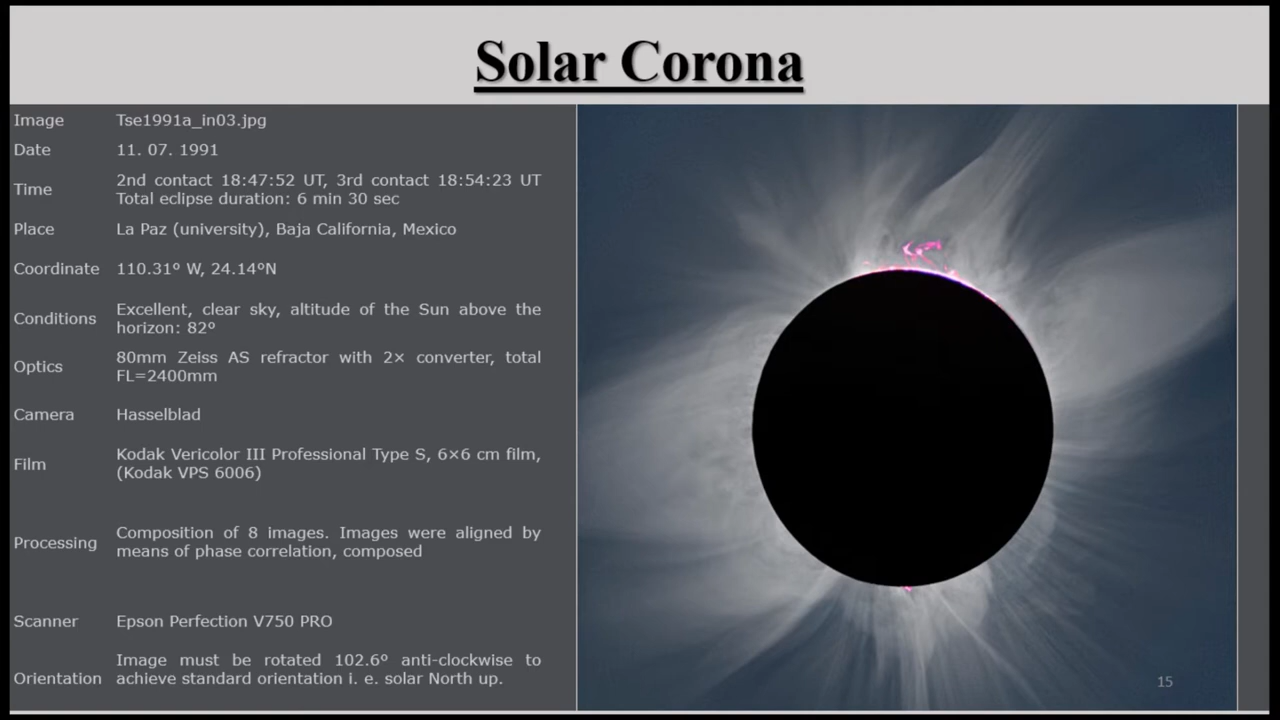 Solar Corona
Image Tse1991a_in03.jpg
Date 11. 07. 1991
Time 2nd contact 18:47:52 UT, 3rd contact 18:54:23 UT
Total eclipse duration: 6 min 30 sec
Place La Paz (university), Baja California, Mexico
Coordinate 110.31º W, 24.14ºN
Conditions Excellent, clear sky, altitude of the Sun above the
horizon: 82º
Optics 80mm Zeiss AS refractor with 2× converter, total
FL=2400mm
Camera Hasselblad
Film Kodak Vericolor III Professional Type S, 6×6 cm film,
(Kodak VPS 6006)
Processing Composition of 8 images. Images were aligned by
means of phase correlation, composed
Scanner Epson Perfection V750 PRO
Orientation Image must be rotated 102.6º anti-clockwise to
achieve standard orientation i. e. solar North up.
15